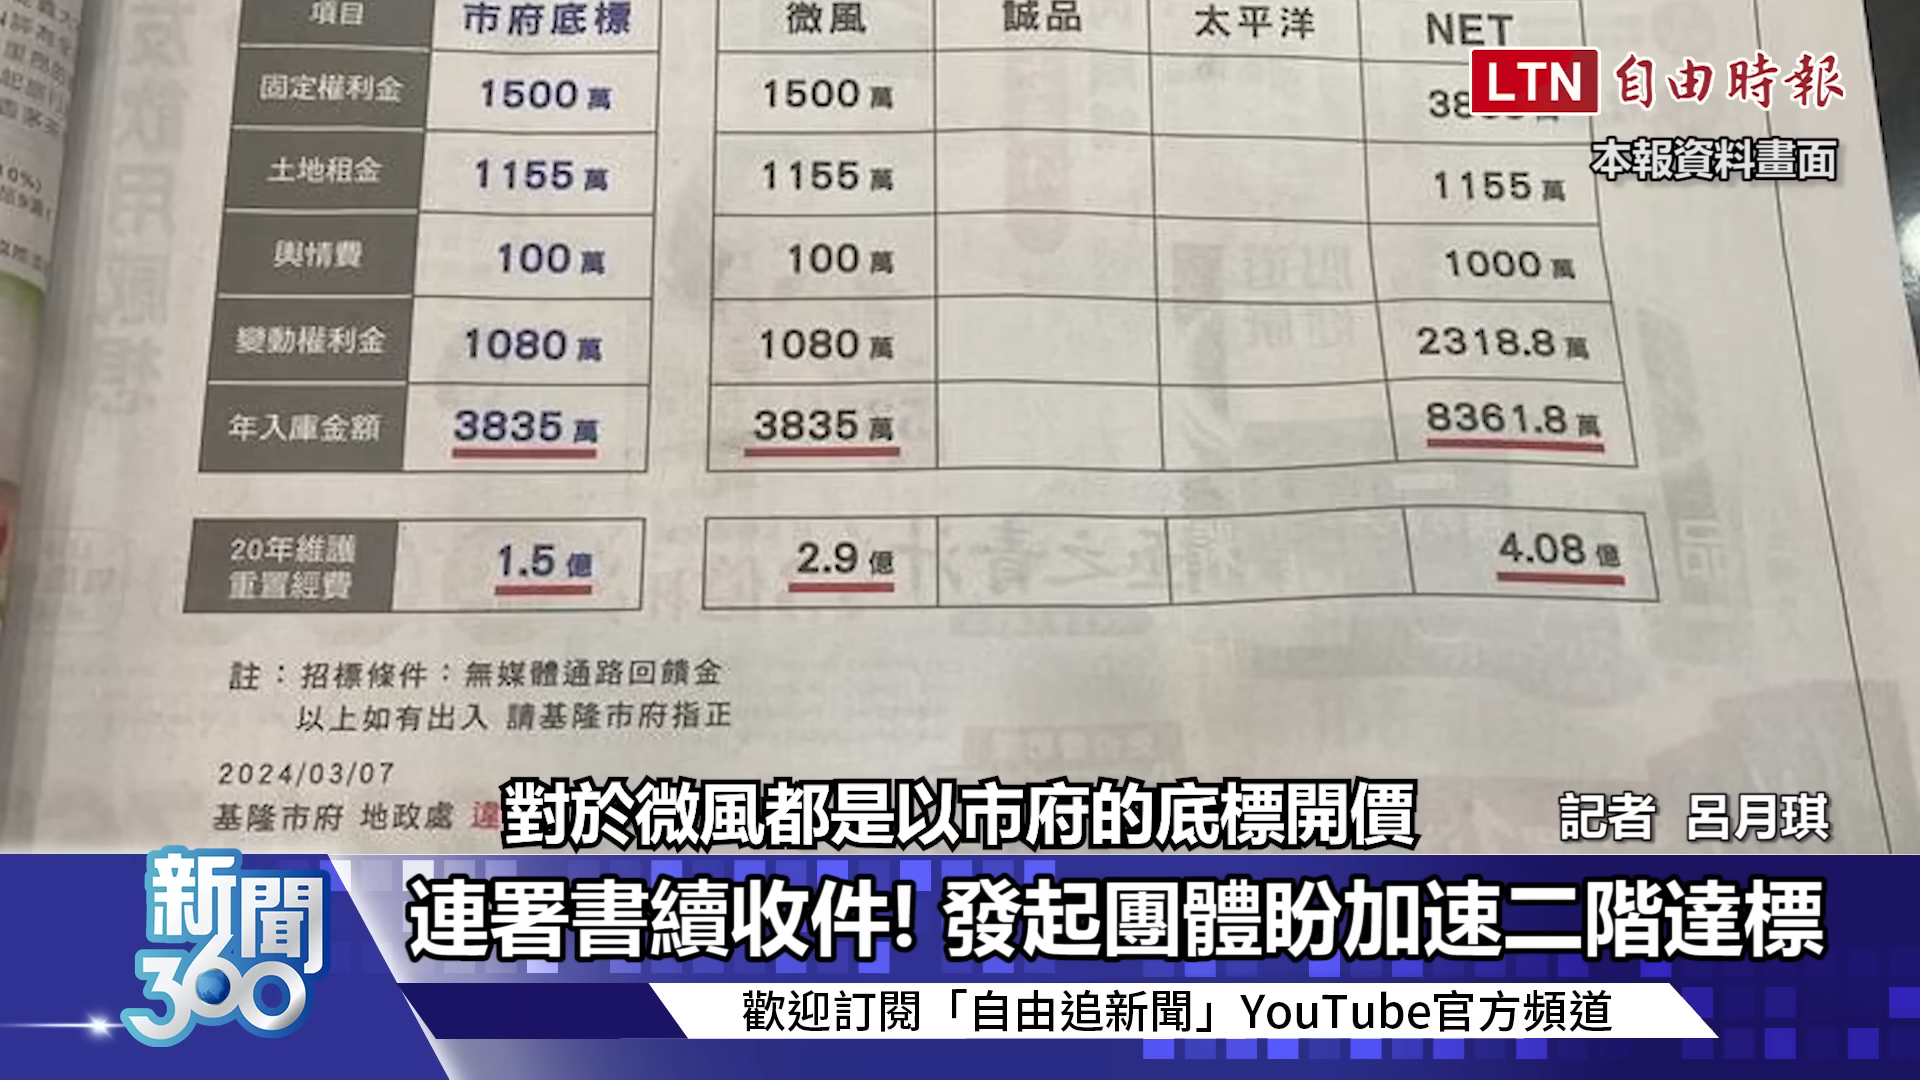 項目 市府底標 微風 誠品 太平洋 NET
固定權利金 1500萬 1500萬
土地租金 1155萬 1155萬 1155萬
輿情費 100萬 100萬 1000萬
變動權利金 1080萬 1080萬 2318.8萬
年入庫金額 3835萬 3835萬 8361.8萬
20年維護
重置經費 1.5億 2.9億 4.08億
註：招標條件：無媒體通路回饋金
以上如有出入 請基隆市府指正
2024/03/07
基隆市府 地政處 違
LTN 自由時報
本報資料畫面
對於微風都是以市府的底標開價
記者 呂月琪
新聞360
連署書續收件! 發起團體盼加速二階達標
歡迎訂閱「自由追新聞」YouTube官方頻道